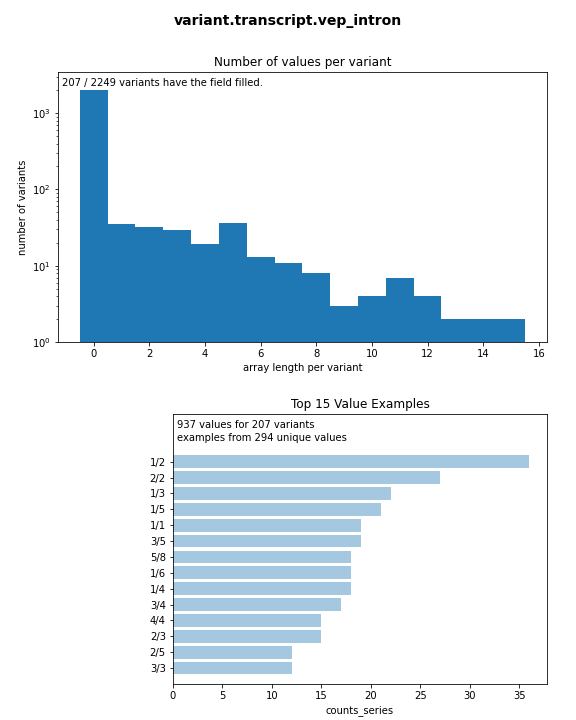 variant.transcript.vep_intron
Number of values per variant
207 / 2249 variants have the field filled.
number of variants
10³
10²
10¹
10⁰
0 2 4 6 8 10 12 14 16
array length per variant
Top 15 Value Examples
937 values for 207 variants
examples from 294 unique values
1/2
2/2
1/3
1/5
1/1
3/5
5/8
1/6
1/4
3/4
4/4
2/3
2/5
3/3
0 5 10 15 20 25 30 35
counts_series